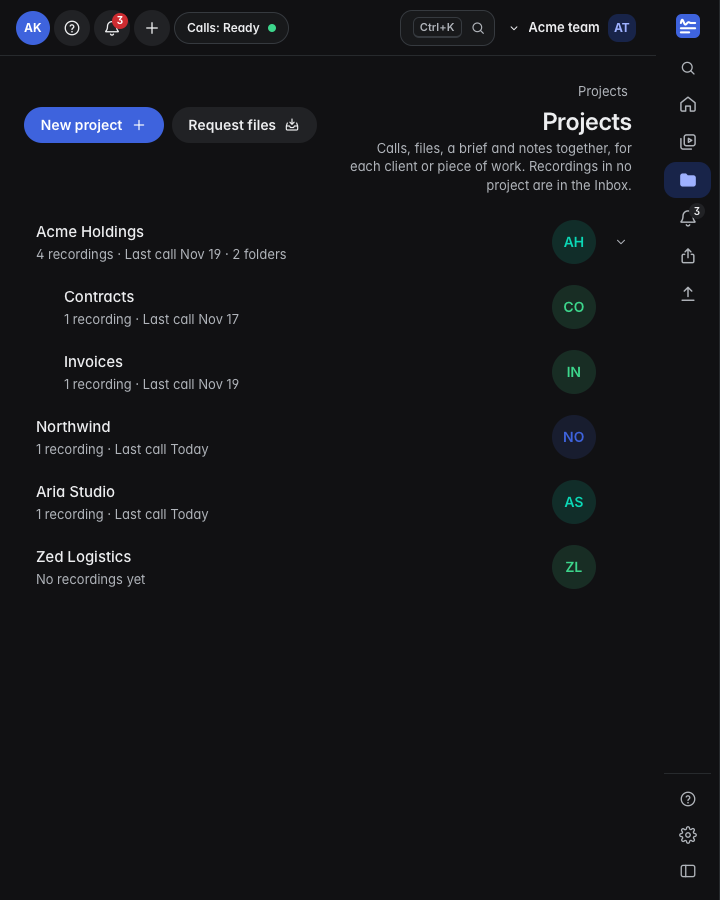 AK
3
Calls: Ready
Ctrl+K
Acme team
AT
Projects
New project
Request files
Projects
Calls, files, a brief and notes together, for
each client or piece of work. Recordings in no
project are in the Inbox.
Acme Holdings
4 recordings · Last call Nov 19 · 2 folders
AH
Contracts
1 recording · Last call Nov 17
CO
Invoices
1 recording · Last call Nov 19
IN
Northwind
1 recording · Last call Today
NO
Aria Studio
1 recording · Last call Today
AS
Zed Logistics
No recordings yet
ZL
3